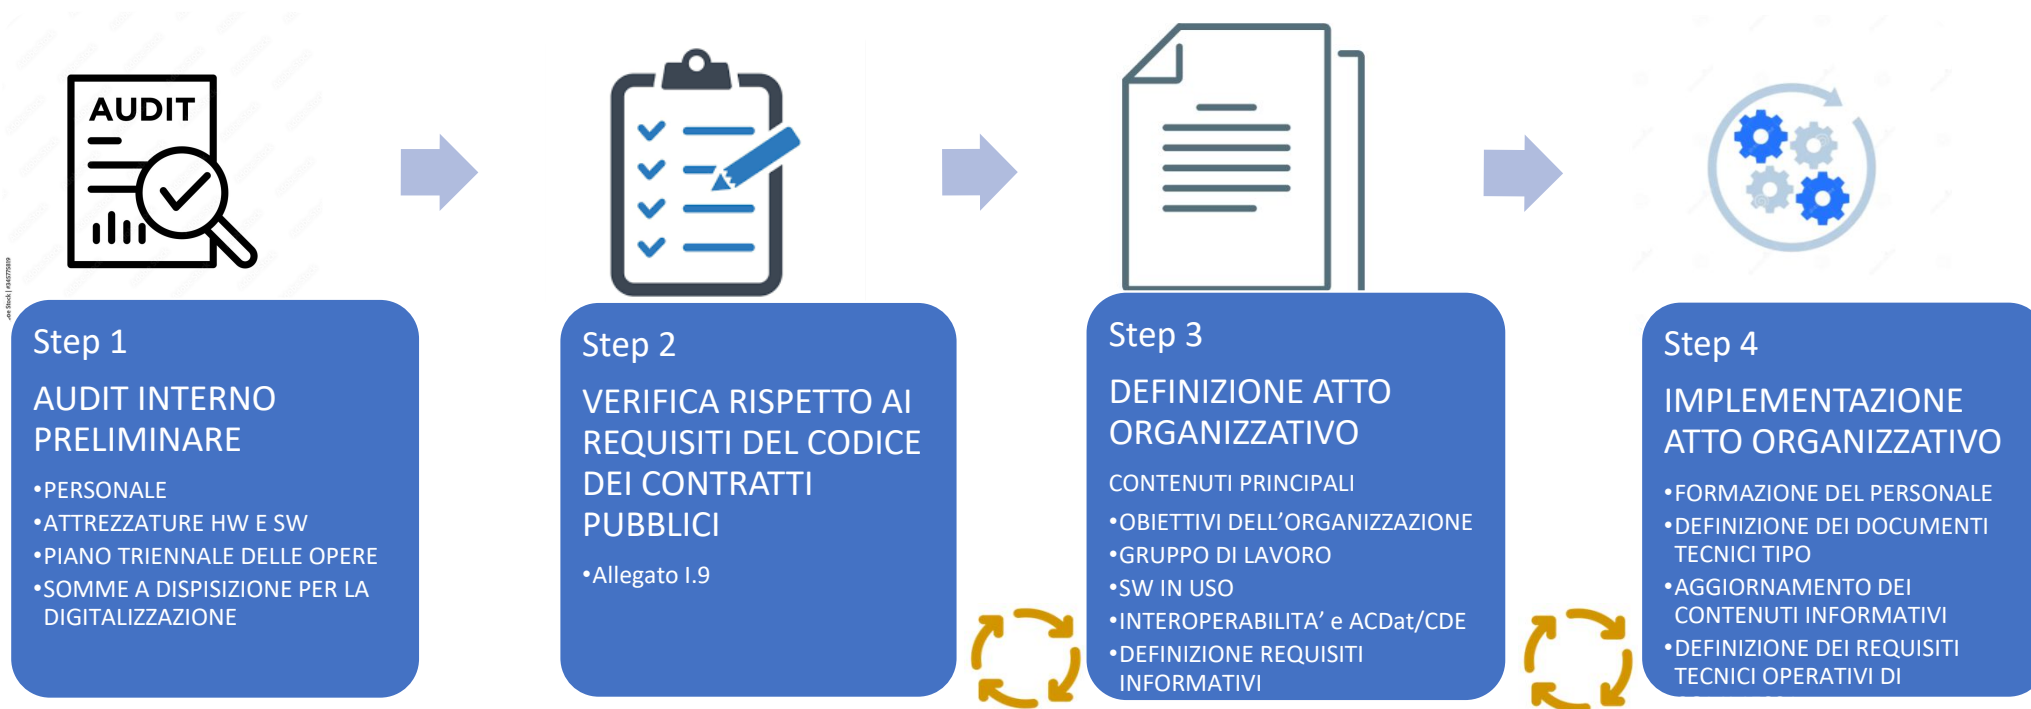 AUDIT
Step 1
AUDIT INTERNO
PRELIMINARE
•PERSONALE
•ATTREZZATURE HW E SW
•PIANO TRIENNALE DELLE OPERE
•SOMME A DISPISIZIONE PER LA
DIGITALIZZAZIONE
Step 2
VERIFICA RISPETTO AI
REQUISITI DEL CODICE
DEI CONTRATTI
PUBBLICI
•Allegato I.9
Step 3
DEFINIZIONE ATTO
ORGANIZZATIVO
CONTENUTI PRINCIPALI
•OBIETTIVI DELL’ORGANIZZAZIONE
•GRUPPO DI LAVORO
•SW IN USO
•INTEROPERABILITA’ e ACDat/CDE
•DEFINIZIONE REQUISITI
INFORMATIVI
Step 4
IMPLEMENTAZIONE
ATTO ORGANIZZATIVO
•FORMAZIONE DEL PERSONALE
•DEFINIZIONE DEI DOCUMENTI
TECNICI TIPO
•AGGIORNAMENTO DEI
CONTENUTI INFORMATIVI
•DEFINIZIONE DEI REQUISITI
TECNICI OPERATIVI DI